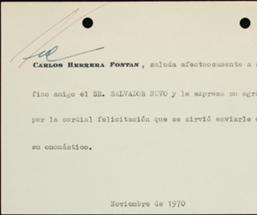 CARLOS HERRERA FONTAN, saluda afectuosamente a
fino amigo el SR. SALVADOR NOVO y le expresa su
por la cordial felicitación que se sirvió enviarle
su onomástico.
Noviembre de 1970